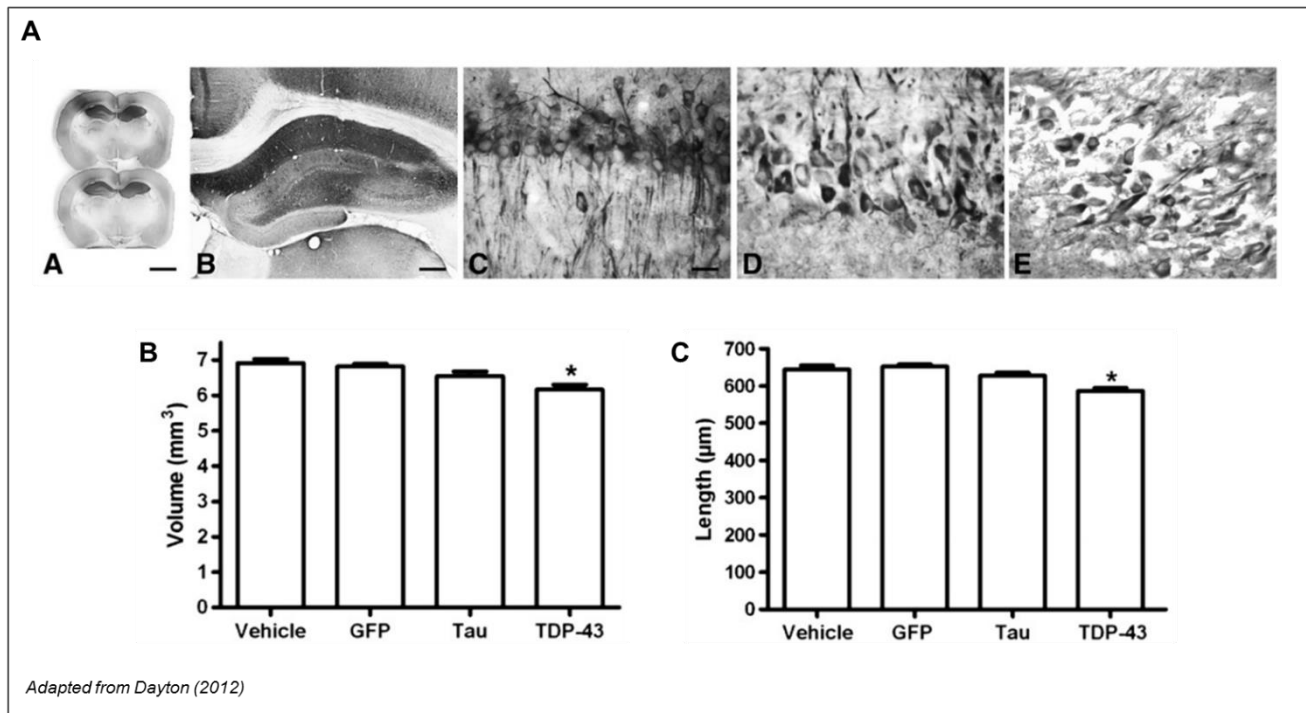 A
A
B
C
D
E
B
Volume (mm³)
7
6
5
4
3
2
1
0
Vehicle GFP Tau TDP-43
*
C
Length (µm)
700
600
500
400
300
200
100
0
Vehicle GFP Tau TDP-43
*
Adapted from Dayton (2012)